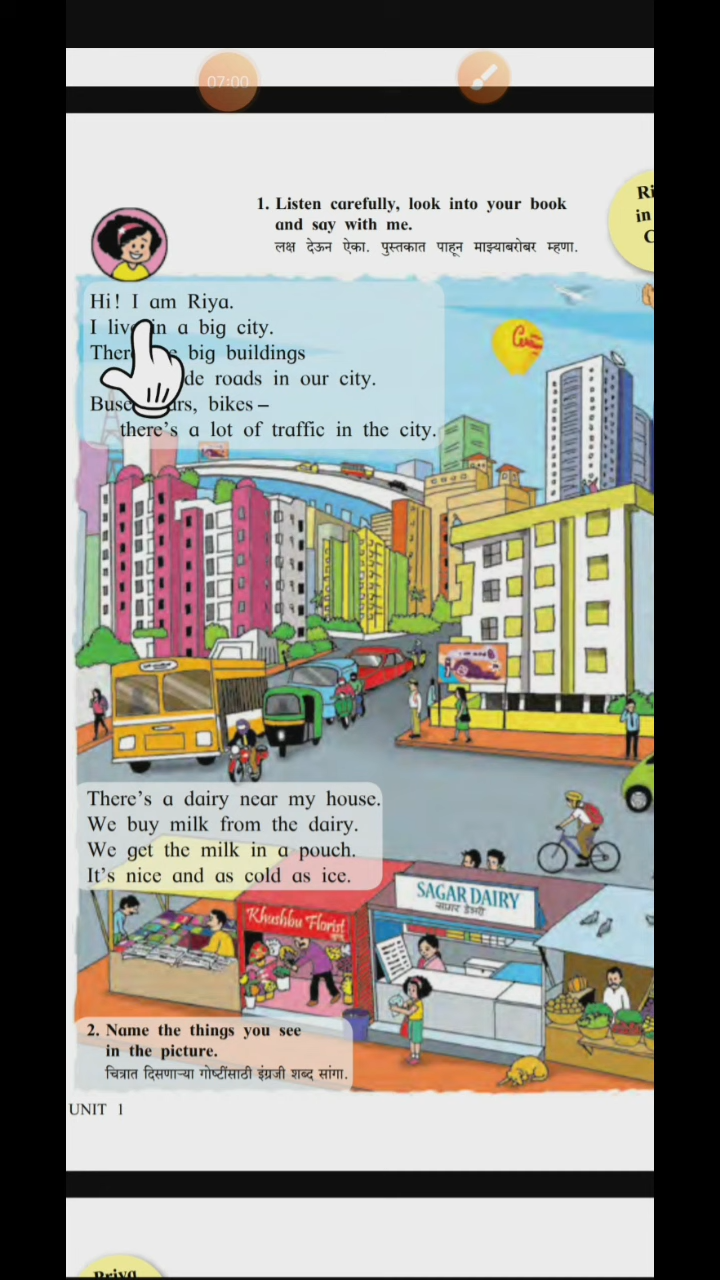 07:00
1. Listen carefully, look into your book
and say with me.
लक्ष देऊन ऐका. पुस्तकात पाहून माझ्याबरोबर म्हणा.
Ri
in
C
Hi! I am Riya.
I live in a big city.
big buildings
roads in our city.
bikes –
there's a lot of traffic in the city.
There's a dairy near my house.
We buy milk from the dairy.
We get the milk in a pouch.
It's nice and as cold as ice.
SAGAR DAIRY
सागर डेअरी
Khushbu Florist
2. Name the things you see
in the picture.
चित्रात दिसणाऱ्या गोष्टींसाठी इंग्रजी शब्द सांगा.
UNIT 1
Priya